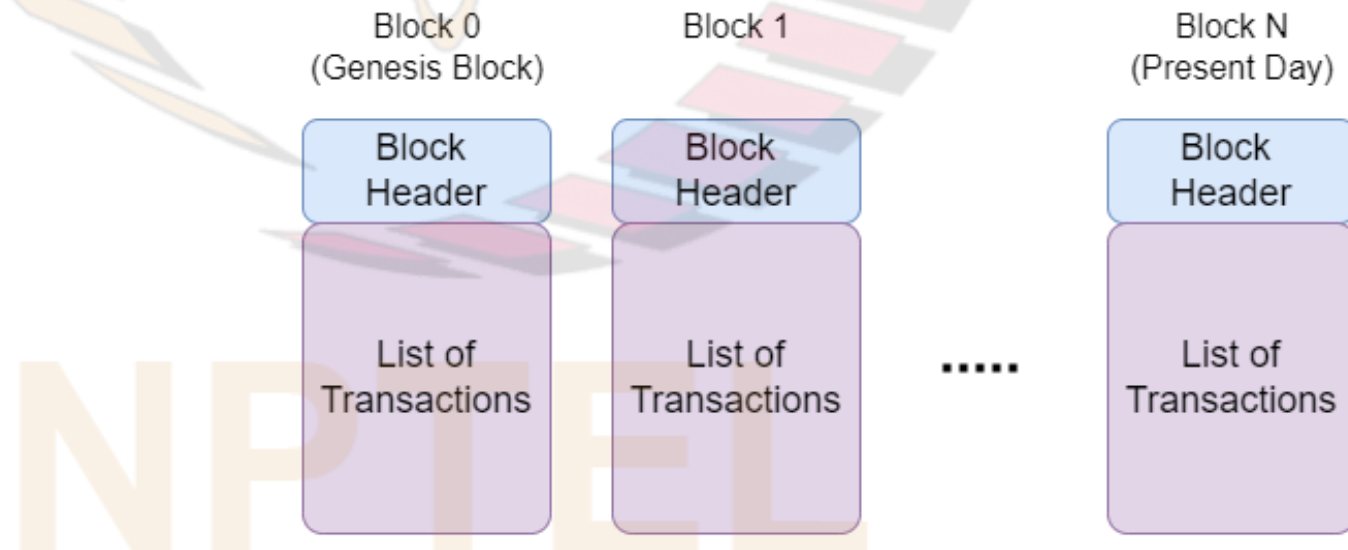 Block 0
(Genesis Block)
Block 1
Block N
(Present Day)
Block
Header
Block
Header
Block
Header
List of
Transactions
List of
Transactions
.....
List of
Transactions
NPTEL